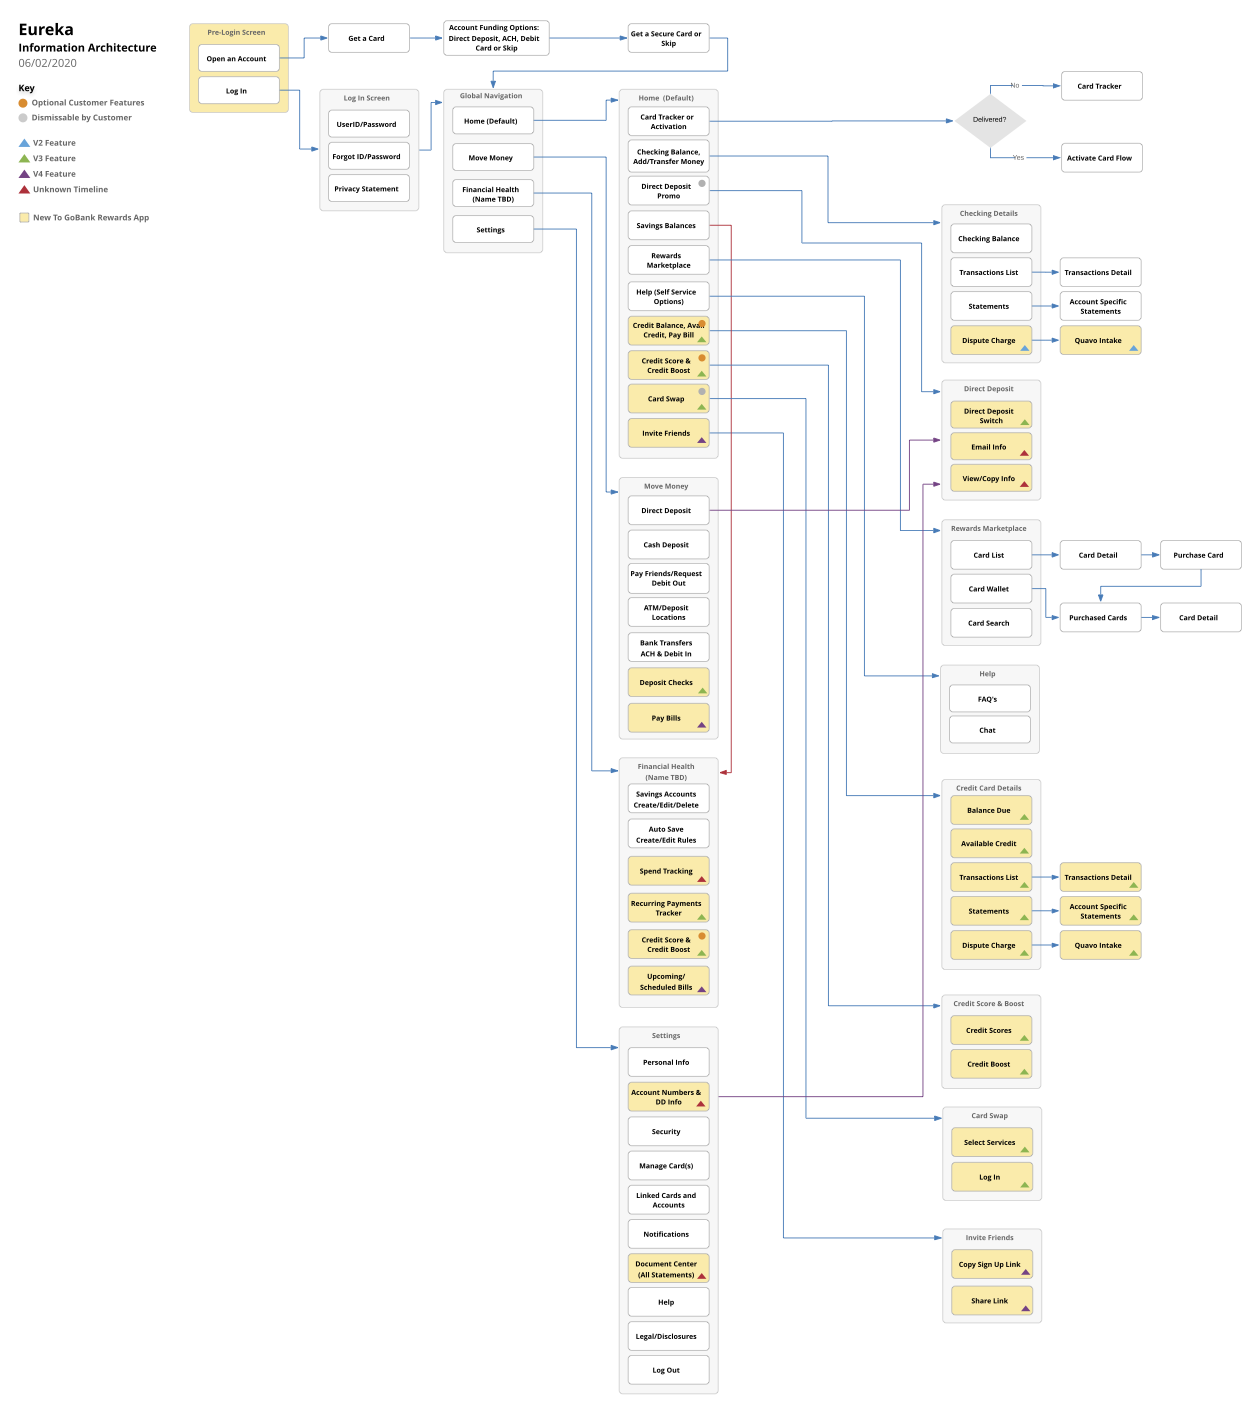 Eureka
Information Architecture
06/02/2020
Key
Optional Customer Features
Dismissable by Customer
V2 Feature
V3 Feature
V4 Feature
Unknown Timeline
New To GoBank Rewards App
Pre-Login Screen
Open an Account
Log In
Get a Card
Account Funding Options:
Direct Deposit, ACH, Debit
Card or Skip
Get a Secure Card or
Skip
Log In Screen
UserID/Password
Forgot ID/Password
Privacy Statement
Global Navigation
Home (Default)
Move Money
Financial Health
(Name TBD)
Settings
Home (Default)
Card Tracker or
Activation
Checking Balance,
Add/Transfer Money
Direct Deposit
Promo
Savings Balances
Rewards
Marketplace
Help (Self Service
Options)
Credit Balance, Avail
Credit, Pay Bill
Credit Score &
Credit Boost
Card Swap
Invite Friends
Move Money
Direct Deposit
Cash Deposit
Pay Friends/Request
Debit Out
ATM/Deposit
Locations
Bank Transfers
ACH & Debit In
Deposit Checks
Pay Bills
Financial Health
(Name TBD)
Savings Accounts
Create/Edit/Delete
Auto Save
Create/Edit Rules
Spend Tracking
Recurring Payments
Tracker
Credit Score &
Credit Boost
Upcoming/
Scheduled Bills
Settings
Personal Info
Account Numbers &
DD Info
Security
Manage Card(s)
Linked Cards and
Accounts
Notifications
Document Center
(All Statements)
Help
Legal/Disclosures
Log Out
Delivered?
No
Card Tracker
Yes
Activate Card Flow
Checking Details
Checking Balance
Transactions List
Transactions Detail
Statements
Account Specific
Statements
Dispute Charge
Quavo Intake
Direct Deposit
Direct Deposit
Switch
Email Info
View/Copy Info
Rewards Marketplace
Card List
Card Detail
Purchase Card
Card Wallet
Purchased Cards
Card Detail
Card Search
Help
FAQ's
Chat
Credit Card Details
Balance Due
Available Credit
Transactions List
Transactions Detail
Statements
Account Specific
Statements
Dispute Charge
Quavo Intake
Credit Score & Boost
Credit Scores
Credit Boost
Card Swap
Select Services
Log In
Invite Friends
Copy Sign Up Link
Share Link